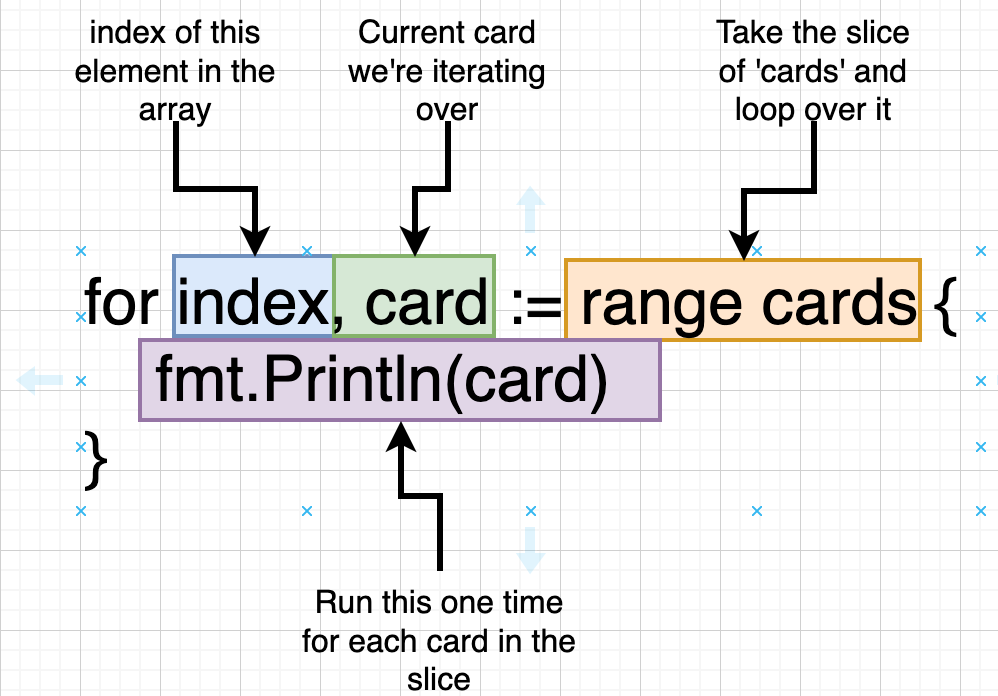 index of this
element in the
array
Current card
we're iterating
over
Take the slice
of 'cards' and
loop over it
for index, card := range cards {
fmt.Println(card)
}
Run this one time
for each card in the
slice